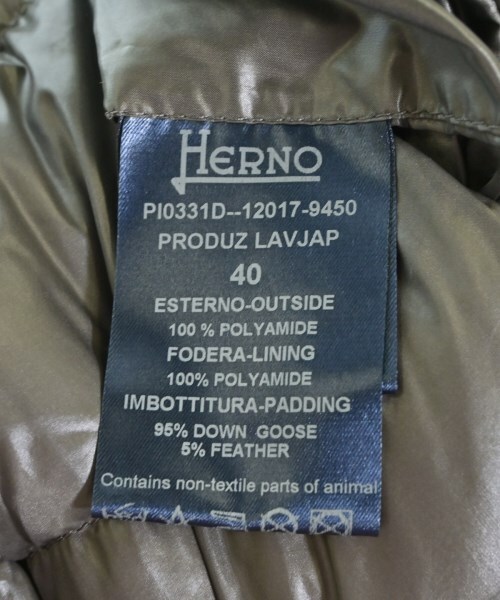 HERNO
PI0331D--12017-9450
PRODUZ LAVJAP
40
ESTERNO-OUTSIDE
100 % POLYAMIDE
FODERA-LINING
100% POLYAMIDE
IMBOTTITURA-PADDING
95% DOWN GOOSE
5% FEATHER
Contains non-textile parts of animal